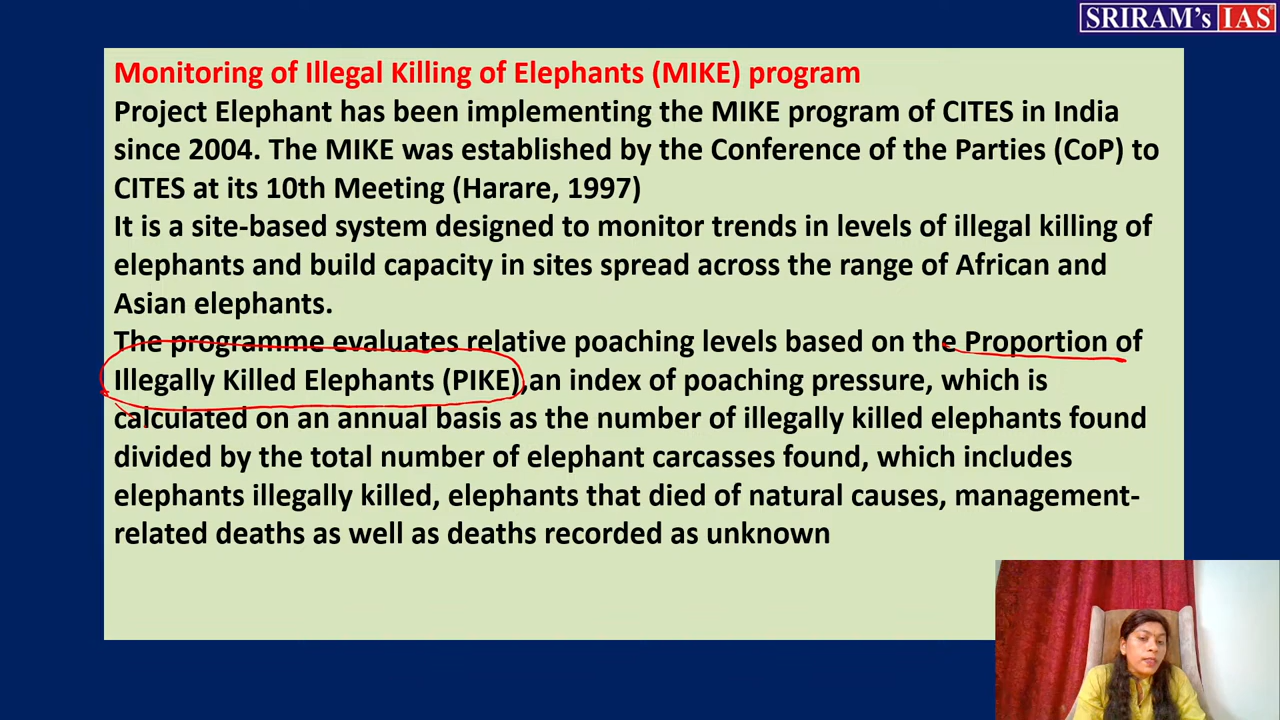 SRIRAM's IAS
Monitoring of Illegal Killing of Elephants (MIKE) program
Project Elephant has been implementing the MIKE program of CITES in India
since 2004. The MIKE was established by the Conference of the Parties (CoP) to
CITES at its 10th Meeting (Harare, 1997)
It is a site-based system designed to monitor trends in levels of illegal killing of
elephants and build capacity in sites spread across the range of African and
Asian elephants.
The programme evaluates relative poaching levels based on the Proportion of
Illegally Killed Elephants (PIKE),an index of poaching pressure, which is
calculated on an annual basis as the number of illegally killed elephants found
divided by the total number of elephant carcasses found, which includes
elephants illegally killed, elephants that died of natural causes, management-
related deaths as well as deaths recorded as unknown